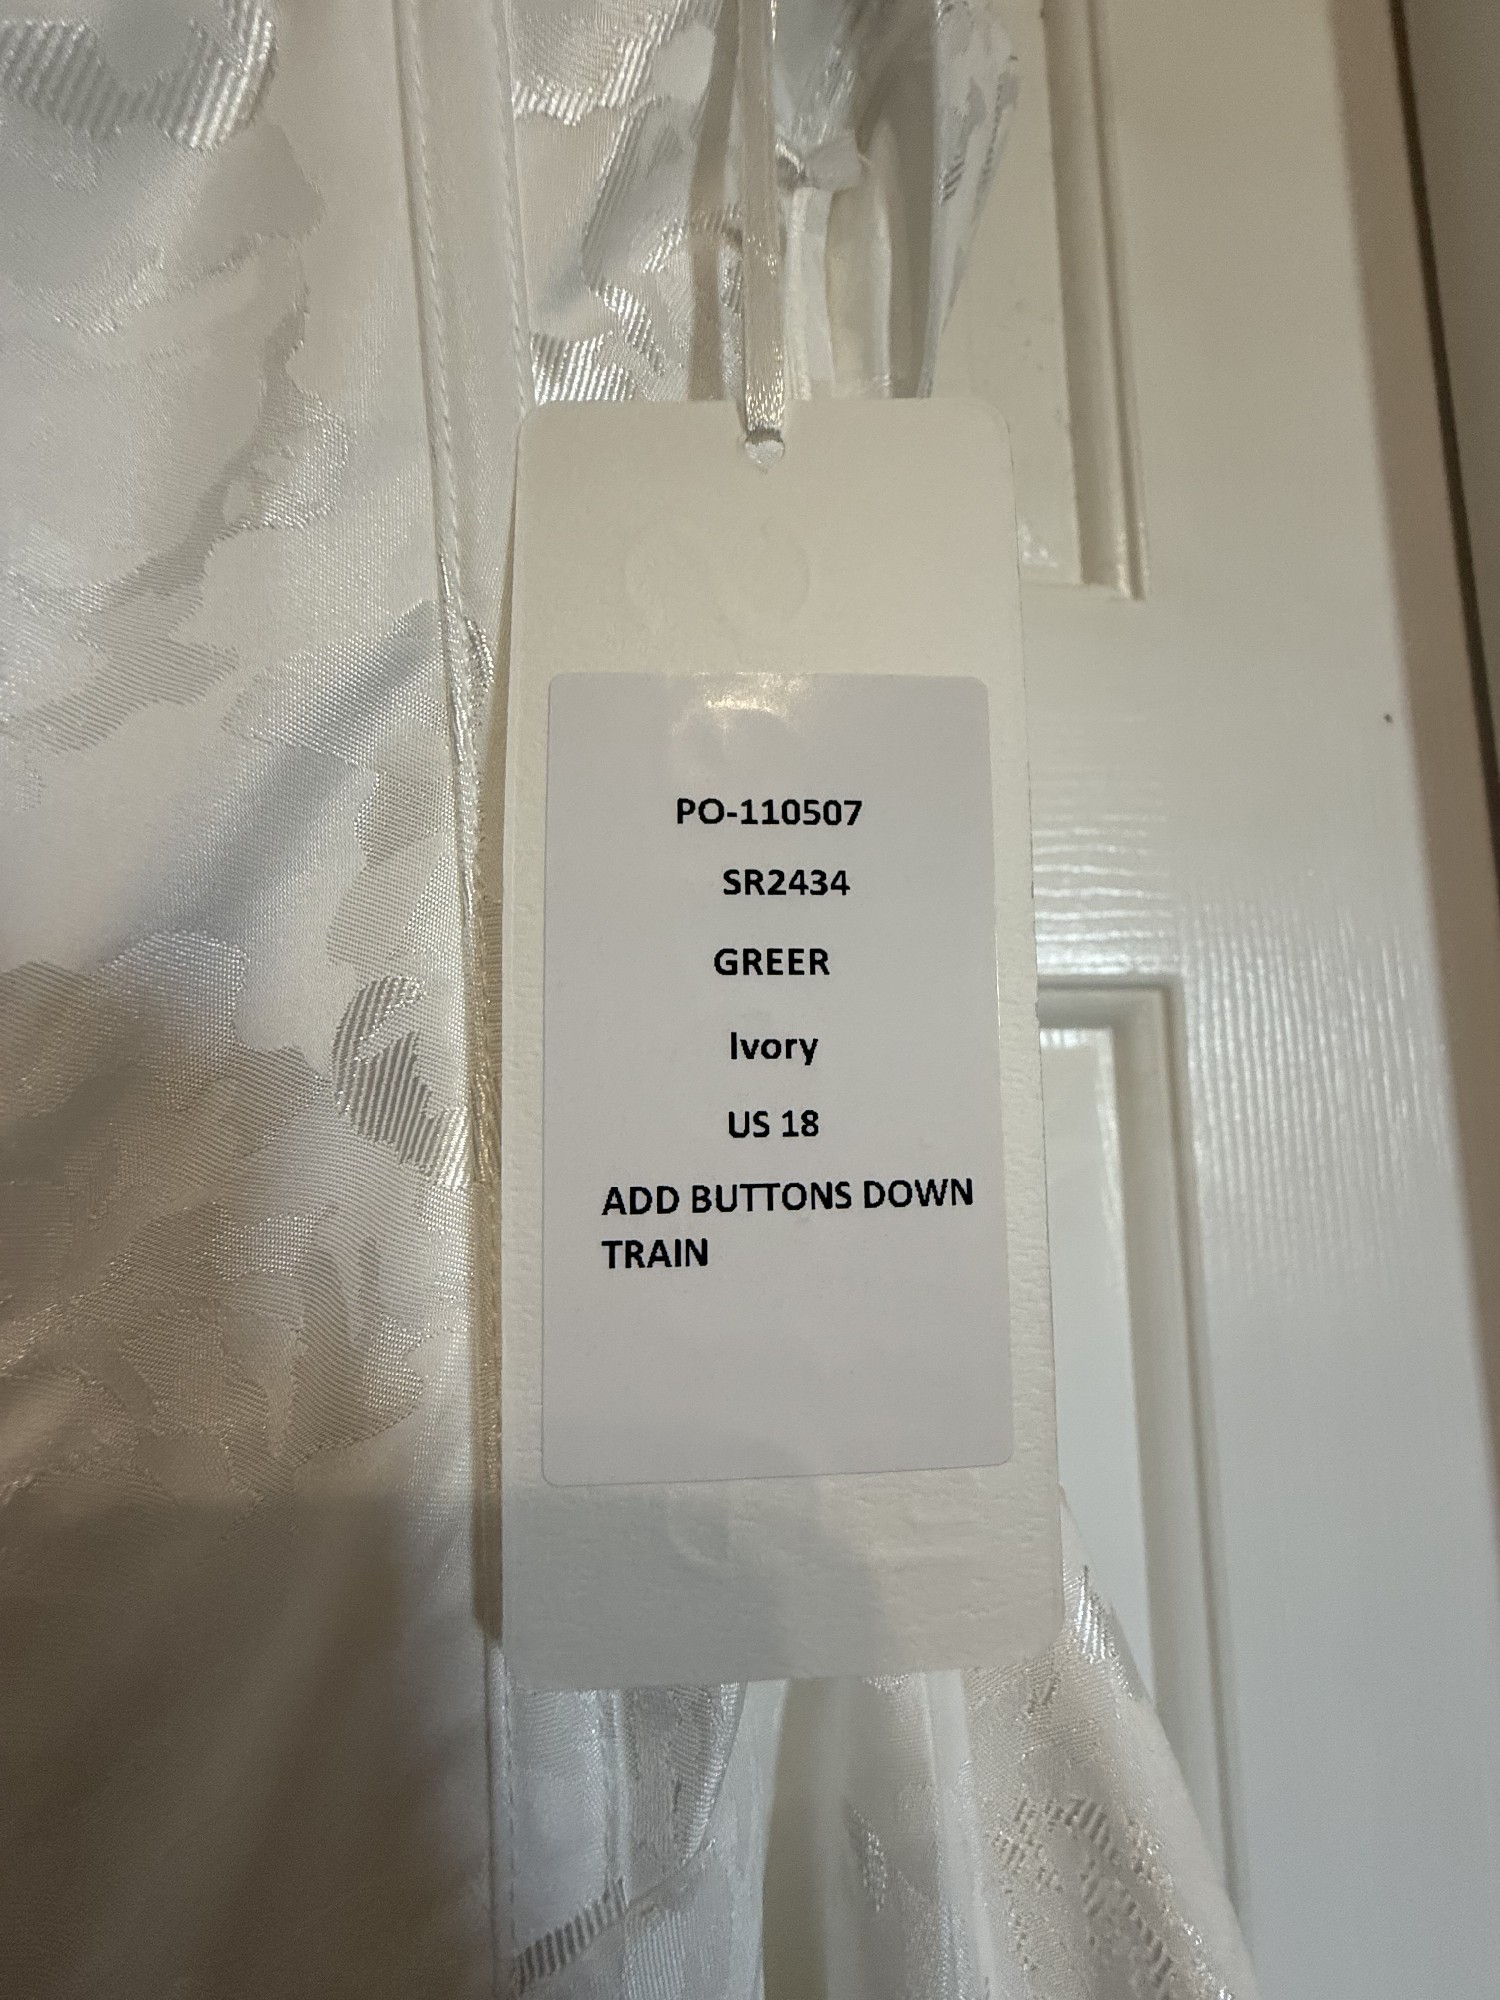 PO-110507
SR2434
GREER
Ivory
US 18
ADD BUTTONS DOWN
TRAIN